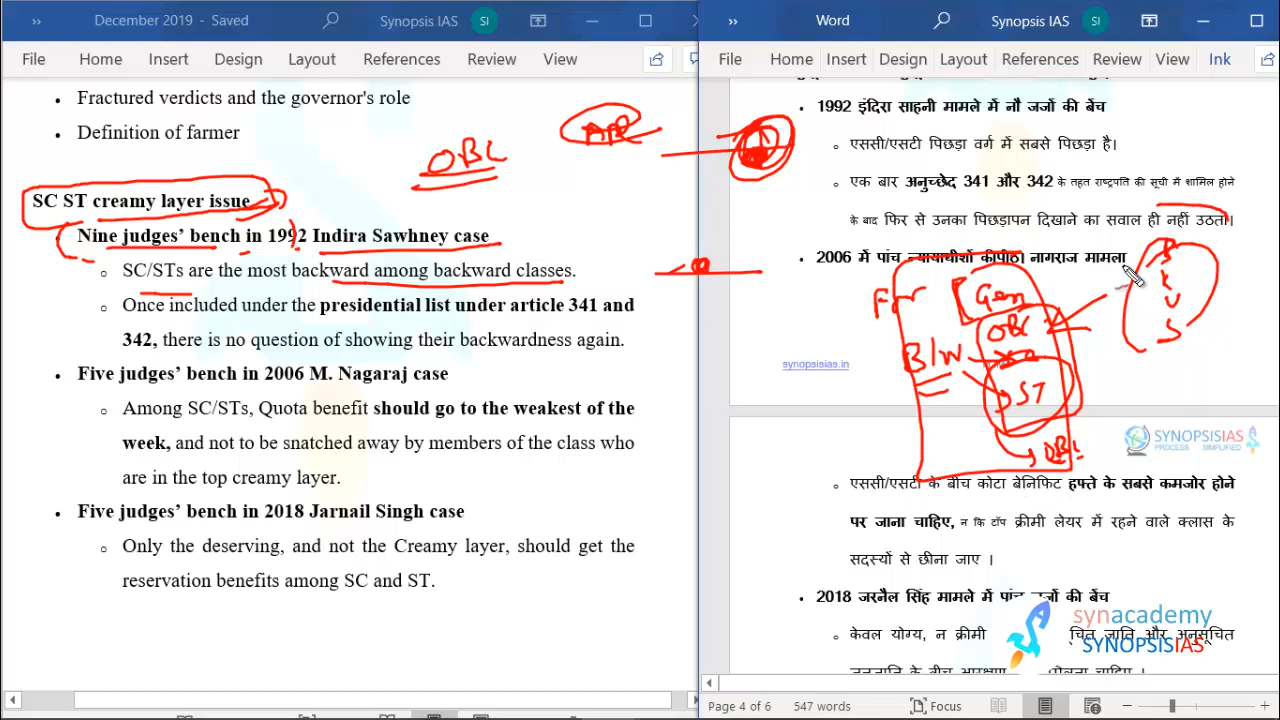 December 2019 - Saved
Synopsis IAS
SI
File
Home
Insert
Design
Layout
References
Review
View
• Fractured verdicts and the governor's role
• Definition of farmer
OBC
SC ST creamy layer issue
• Nine judges’ bench in 1992 Indira Sawhney case
o SC/STs are the most backward among backward classes.
o Once included under the presidential list under article 341 and
342, there is no question of showing their backwardness again.
• Five judges’ bench in 2006 M. Nagaraj case
o Among SC/STs, Quota benefit should go to the weakest of the
week, and not to be snatched away by members of the class who
are in the top creamy layer.
• Five judges’ bench in 2018 Jarnail Singh case
o Only the deserving, and not the Creamy layer, should get the
reservation benefits among SC and ST.
Word
Synopsis IAS
SI
File
Home
Insert
Design
Layout
References
Review
View
Ink
• 1992 इंदिरा साहनी मामले में नौ जजों की बेंच
o एससी/एसटी पिछड़ा वर्ग में सबसे पिछड़ा है।
o एक बार अनुच्छेद 341 और 342 के तहत राष्ट्रपति की सूची में शामिल होने
के बाद फिर से उनका पिछड़ापन दिखाने का सवाल ही नहीं उठता।
• 2006 में पांच न्यायाधीशों की पीठ। नागराज मामला
Gen
OBC
B/W
ST
synopsisias.in
SYNOPSISIAS
PROCESS SIMPLIFIED
o एससी/एसटी के बीच कोटा बेनिफिट हफ्ते के सबसे कमजोर होने
पर जाना चाहिए, न कि टॉप क्रीमी लेयर में रहने वाले क्लास के
सदस्यों से छीना जाए ।
• 2018 जरनैल सिंह मामले में पांच जजों की बेंच
o केवल योग्य, न क्रीमी जाति और अनुसूचित
synacademy
SYNOPSISIAS
Page 4 of 6
547 words
Focus